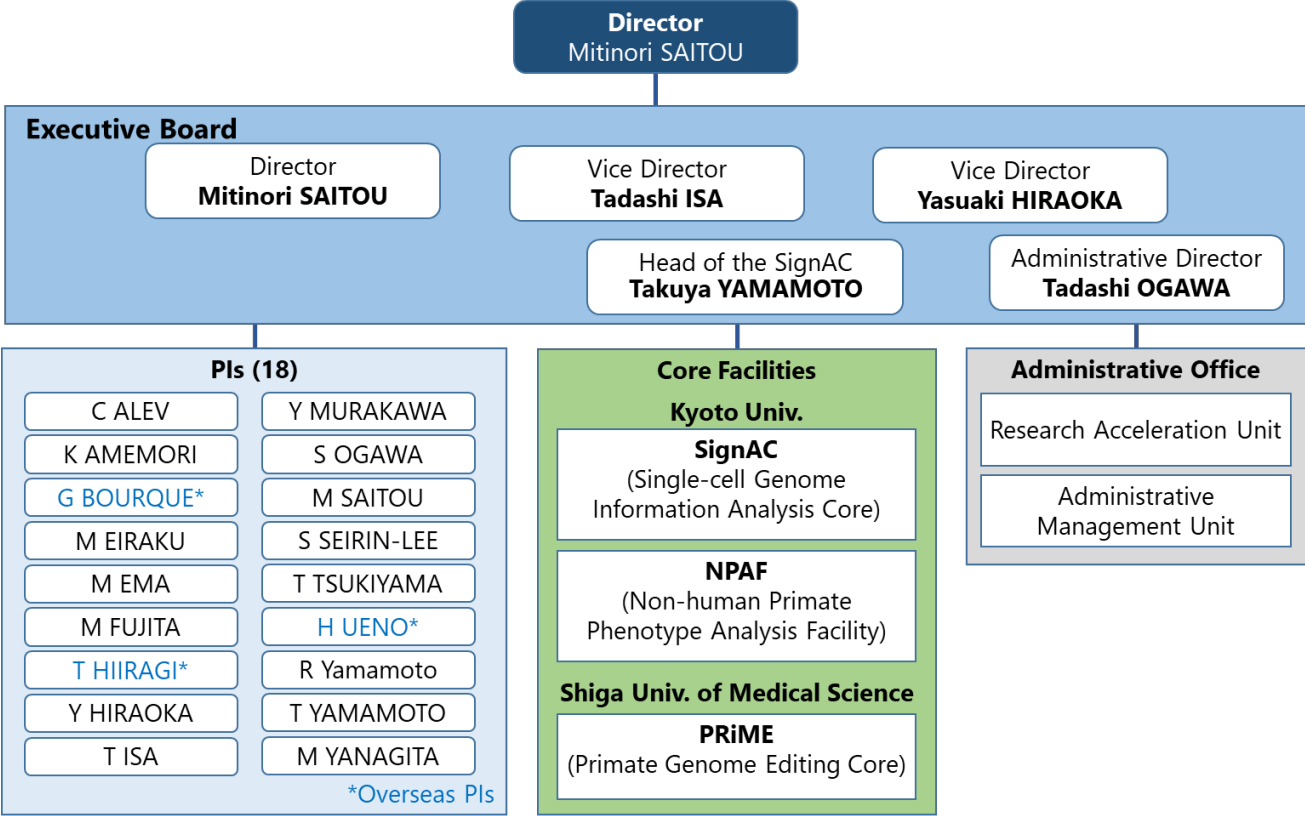 Director
Mitinori SAITOU
Executive Board
Director
Mitinori SAITOU
Vice Director
Tadashi ISA
Vice Director
Yasuaki HIRAOKA
Head of the SignAC
Takuya YAMAMOTO
Administrative Director
Tadashi OGAWA
PIs (18)
C ALEV
K AMEMORI
G BOURQUE*
M EIRAKU
M EMA
M FUJITA
T HIIRAGI*
Y HIRAOKA
T ISA
Y MURAKAWA
S OGAWA
M SAITOU
S SEIRIN-LEE
T TSUKIYAMA
H UENO*
R Yamamoto
T YAMAMOTO
M YANAGITA
*Overseas PIs
Core Facilities
Kyoto Univ.
SignAC
(Single-cell Genome
Information Analysis Core)
NPAF
(Non-human Primate
Phenotype Analysis Facility)
Shiga Univ. of Medical Science
PRiME
(Primate Genome Editing Core)
Administrative Office
Research Acceleration Unit
Administrative
Management Unit